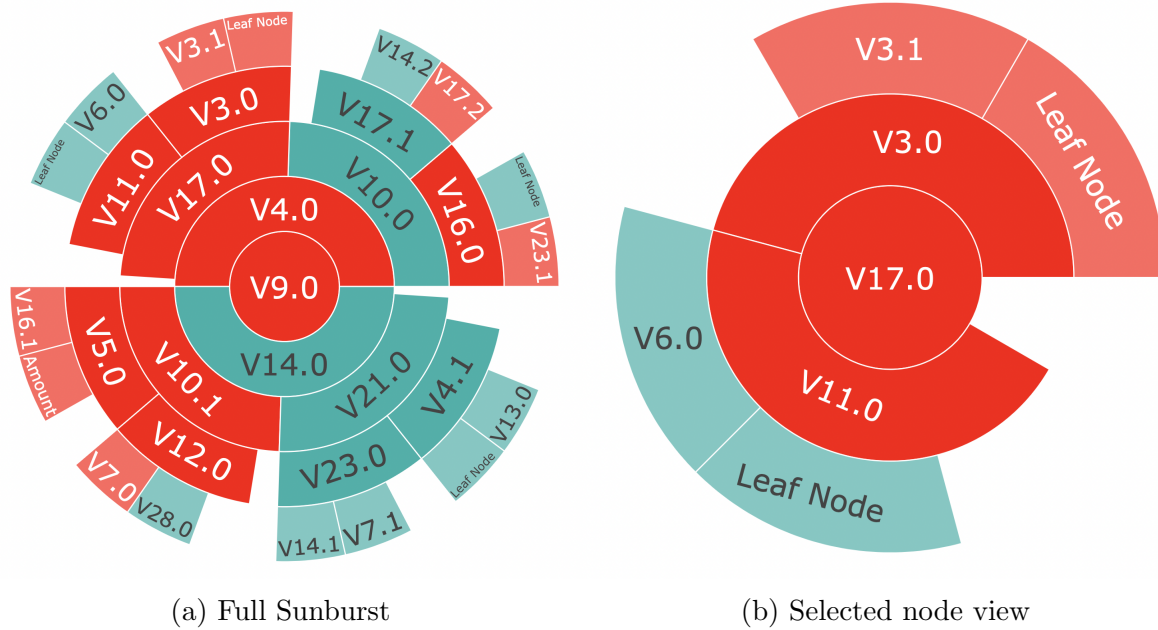 V3.1
Leaf Node
V14.2
V17.2
V6.0
V3.0
V17.1
Leaf Node
V11.0
V17.0
V10.0
V16.0
Leaf Node
V4.0
V23.1
V9.0
V16.1
V5.0
V10.1
V14.0
V21.0
V4.1
Amount
V13.0
V12.0
V23.0
Leaf Node
V7.0
V28.0
V14.1
V7.1
(a) Full Sunburst
V3.1
Leaf Node
V3.0
V17.0
V6.0
V11.0
Leaf Node
(b) Selected node view